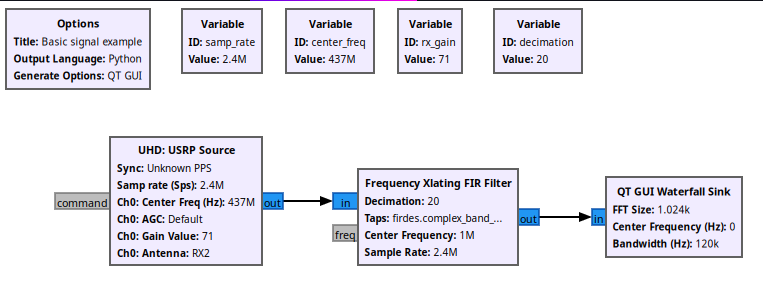 Options
Title: Basic signal example
Output Language: Python
Generate Options: QT GUI
Variable
ID: samp_rate
Value: 2.4M
Variable
ID: center_freq
Value: 437M
Variable
ID: rx_gain
Value: 71
Variable
ID: decimation
Value: 20
UHD: USRP Source
Sync: Unknown PPS
Samp rate (Sps): 2.4M
Ch0: Center Freq (Hz): 437M
Ch0: AGC: Default
Ch0: Gain Value: 71
Ch0: Antenna: RX2
command
out
Frequency Xlating FIR Filter
Decimation: 20
Taps: firdes.complex_band_...
Center Frequency: 1M
Sample Rate: 2.4M
in
freq
out
QT GUI Waterfall Sink
FFT Size: 1.024k
Center Frequency (Hz): 0
Bandwidth (Hz): 120k
in